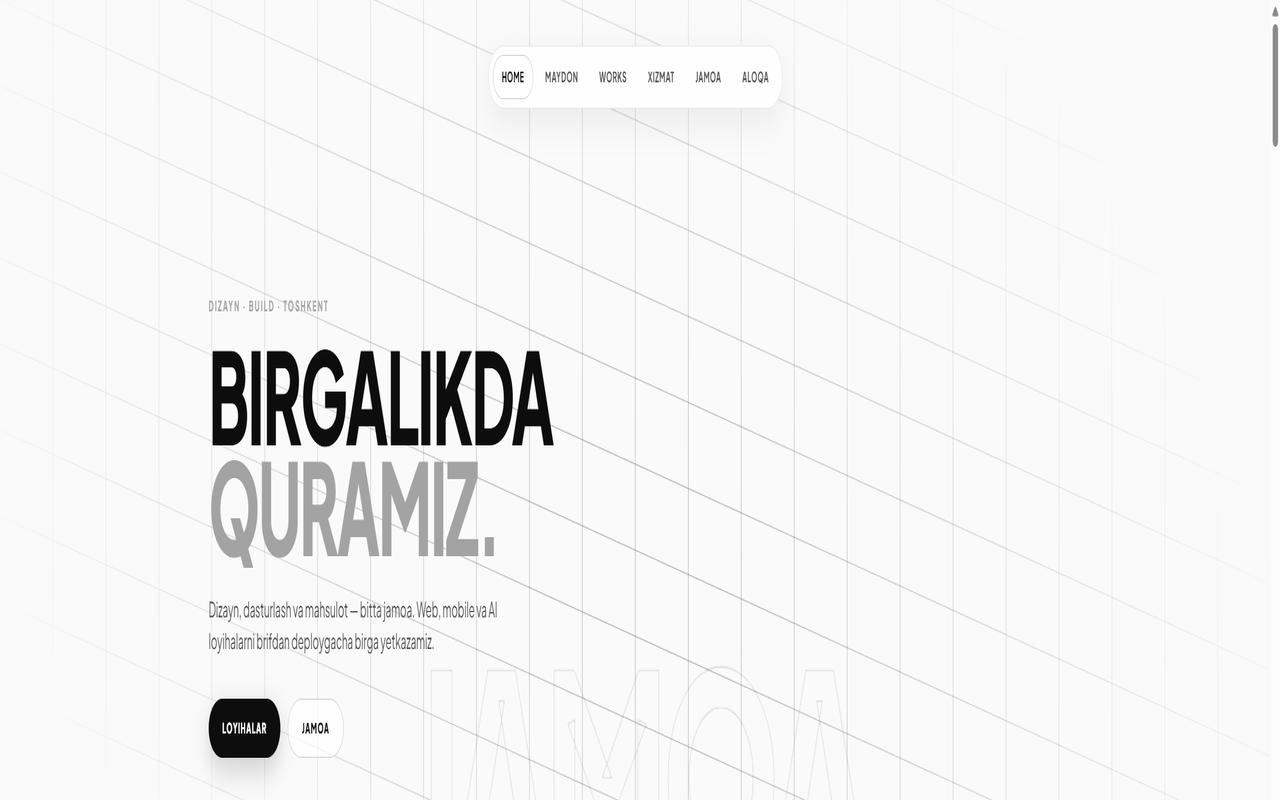 HOME MAYDON WORKS XIZMAT JAMOA ALOQA
DIZAYN · BUILD · TOSHKENT
BIRGALIKDA
QURAMIZ.
Dizayn, dasturlash va mahsulot — bitta jamoa. Web, mobile va AI
loyihalarni brifdan deploygacha birga yetkazamiz.
JAMOA
LOYIHALAR JAMOA